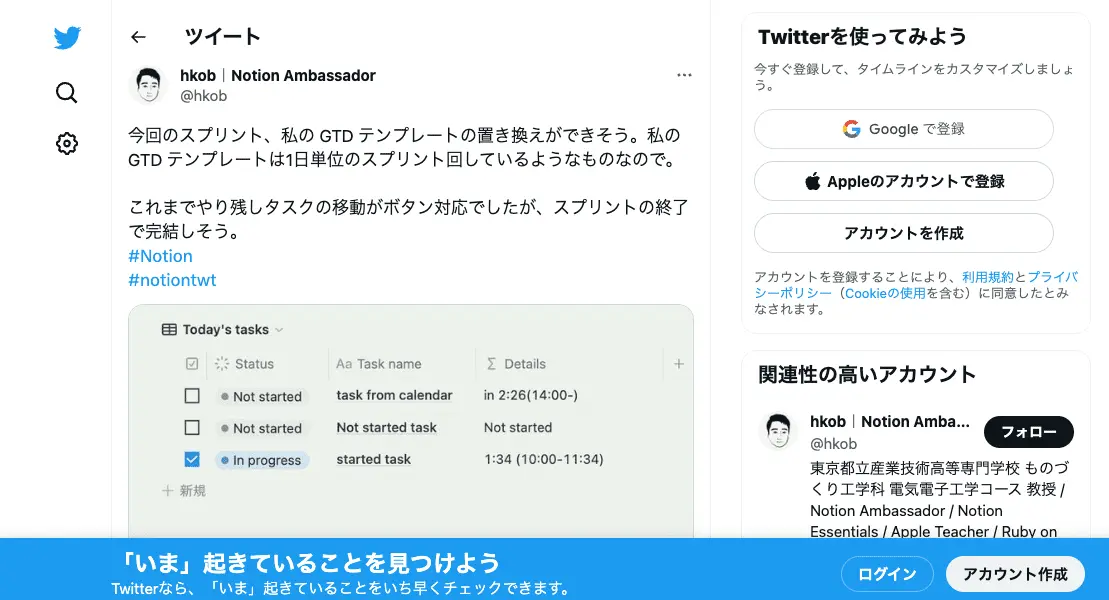 ツイート
hkob｜Notion Ambassador
@hkob
今回のスプリント、私の GTD テンプレートの置き換えができそう。私の
GTD テンプレートは1日単位のスプリント回しているようなものなので。
これまでやり残しタスクの移動がボタン対応でしたが、スプリントの終了
で完結しそう。
#Notion
#notiontwt
Today's tasks
Status Aa Task name Σ Details +
Not started task from calendar in 2:26(14:00-)
Not started Not started task Not started
In progress started task 1:34 (10:00-11:34)
+ 新規
Twitterを使ってみよう
今すぐ登録して、タイムラインをカスタマイズしましょ
う。
Google で登録
Appleのアカウントで登録
アカウントを作成
アカウントを登録することにより、利用規約とプライバ
シーポリシー（Cookieの使用を含む）に同意したとみ
なされます。
関連性の高いアカウント
hkob｜Notion Amba...
@hkob
フォロー
東京都立産業技術高等専門学校 ものづ
くり工学科 電気電子工学コース 教授 /
Notion Ambassador / Notion
Essentials / Apple Teacher / Ruby on
「いま」起きていることを見つけよう
Twitterなら、「いま」起きていることをいち早くチェックできます。
ログイン
アカウント作成